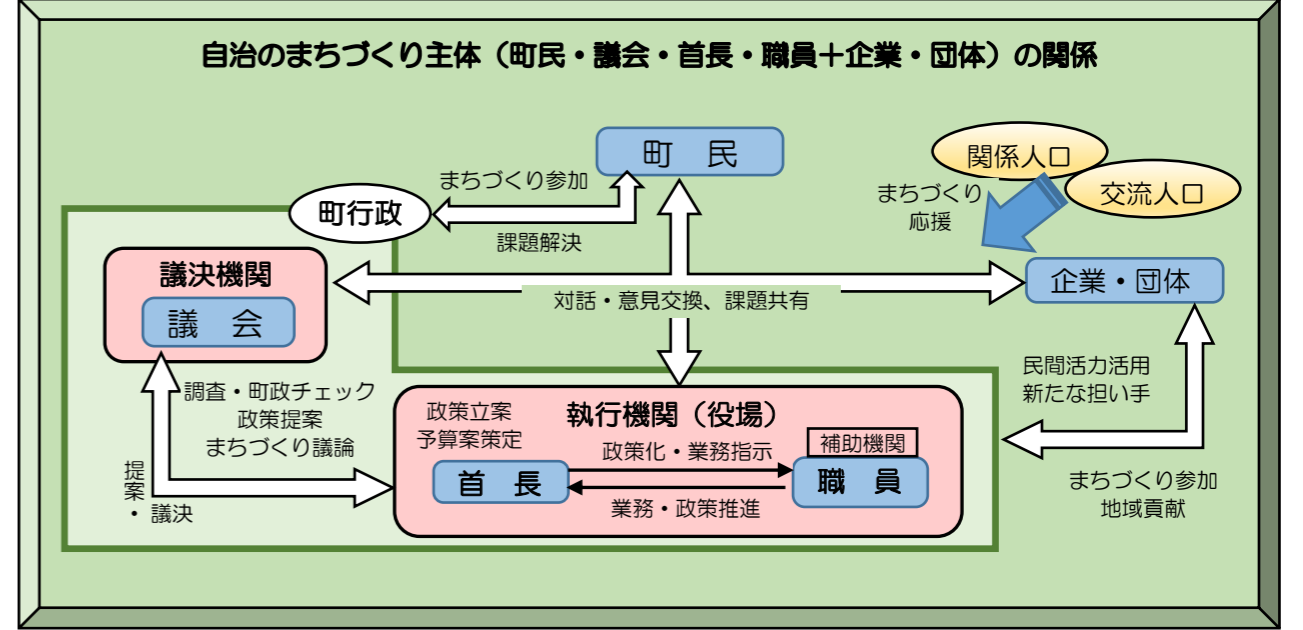 自治のまちづくり主体（町民・議会・首長・職員＋企業・団体）の関係
町　民
関係人口
交流人口
まちづくり
応援
まちづくり参加
町行政
課題解決
議決機関
議　会
対話・意見交換、課題共有
企業・団体
調査・町政チェック
政策提案
まちづくり議論
提案・議決
民間活力活用
新たな担い手
政策立案
予算案策定
執行機関（役場）
政策化・業務指示
補助機関
首　長
職　員
業務・政策推進
まちづくり参加
地域貢献